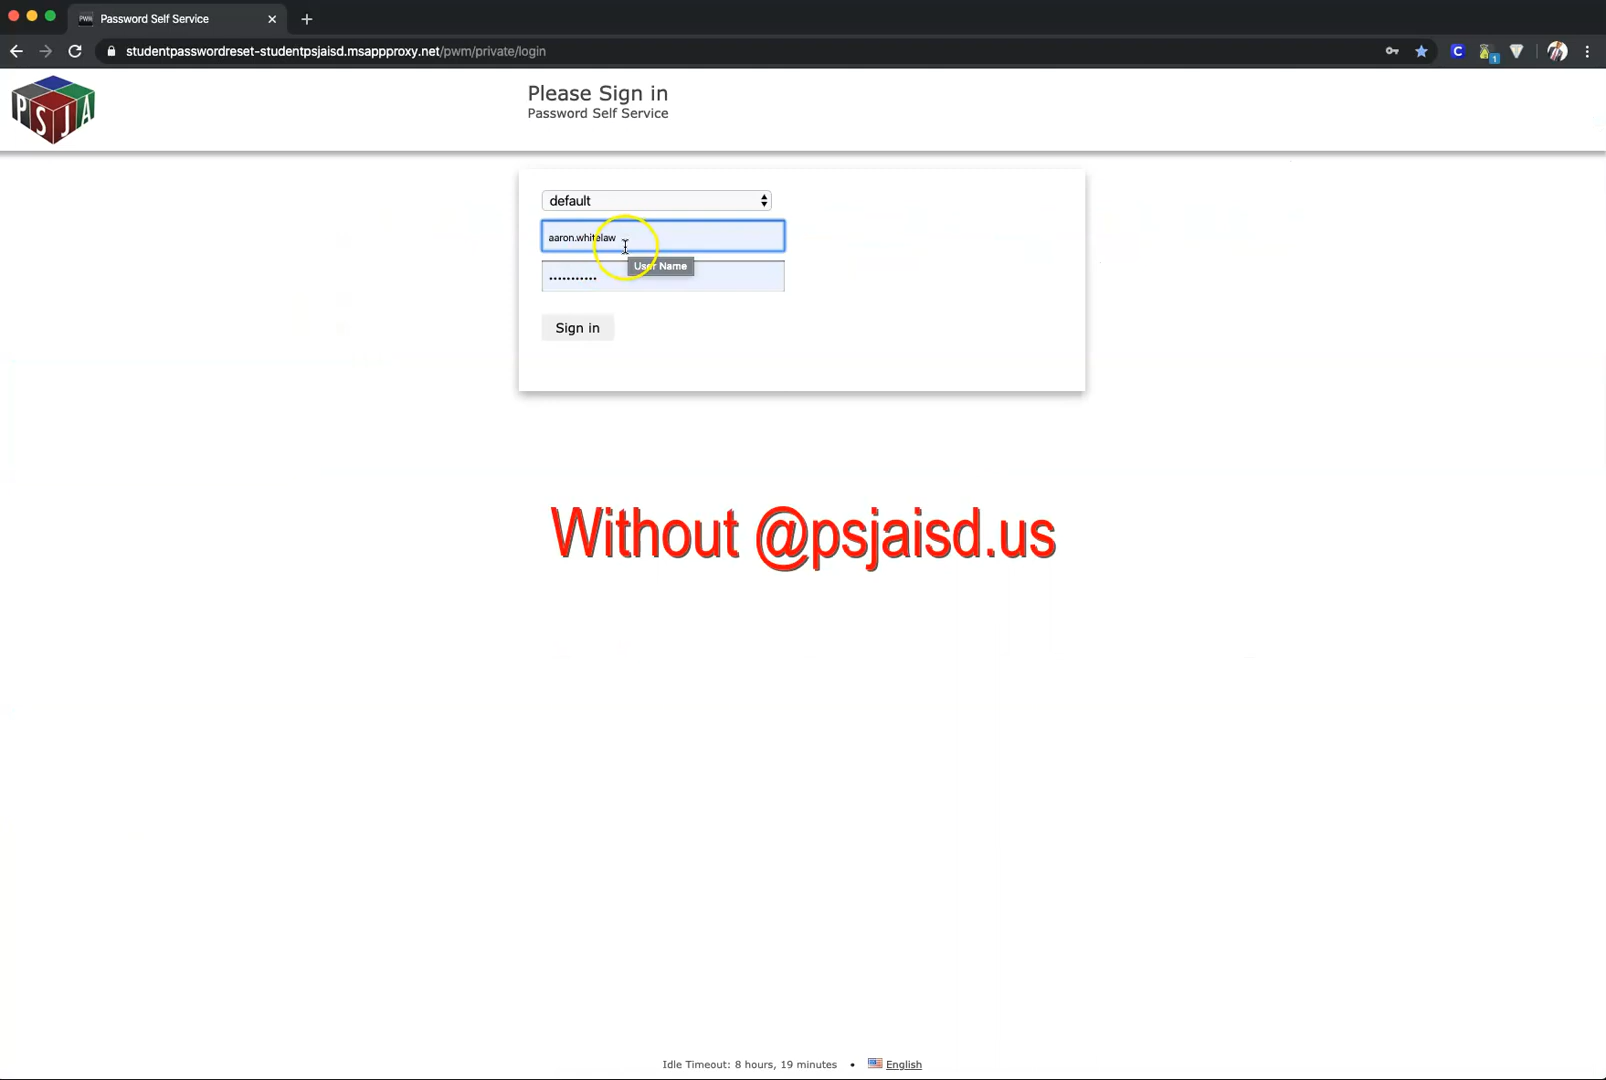 Password Self Service
studentpasswordreset-studentpsjaisd.msappproxy.net/pwm/private/login
C
1
PSJA
Please Sign in
Password Self Service
default
aaron.whitelaw
User Name
Sign in
Without @psjaisd.us
Idle Timeout: 8 hours, 19 minutes • English